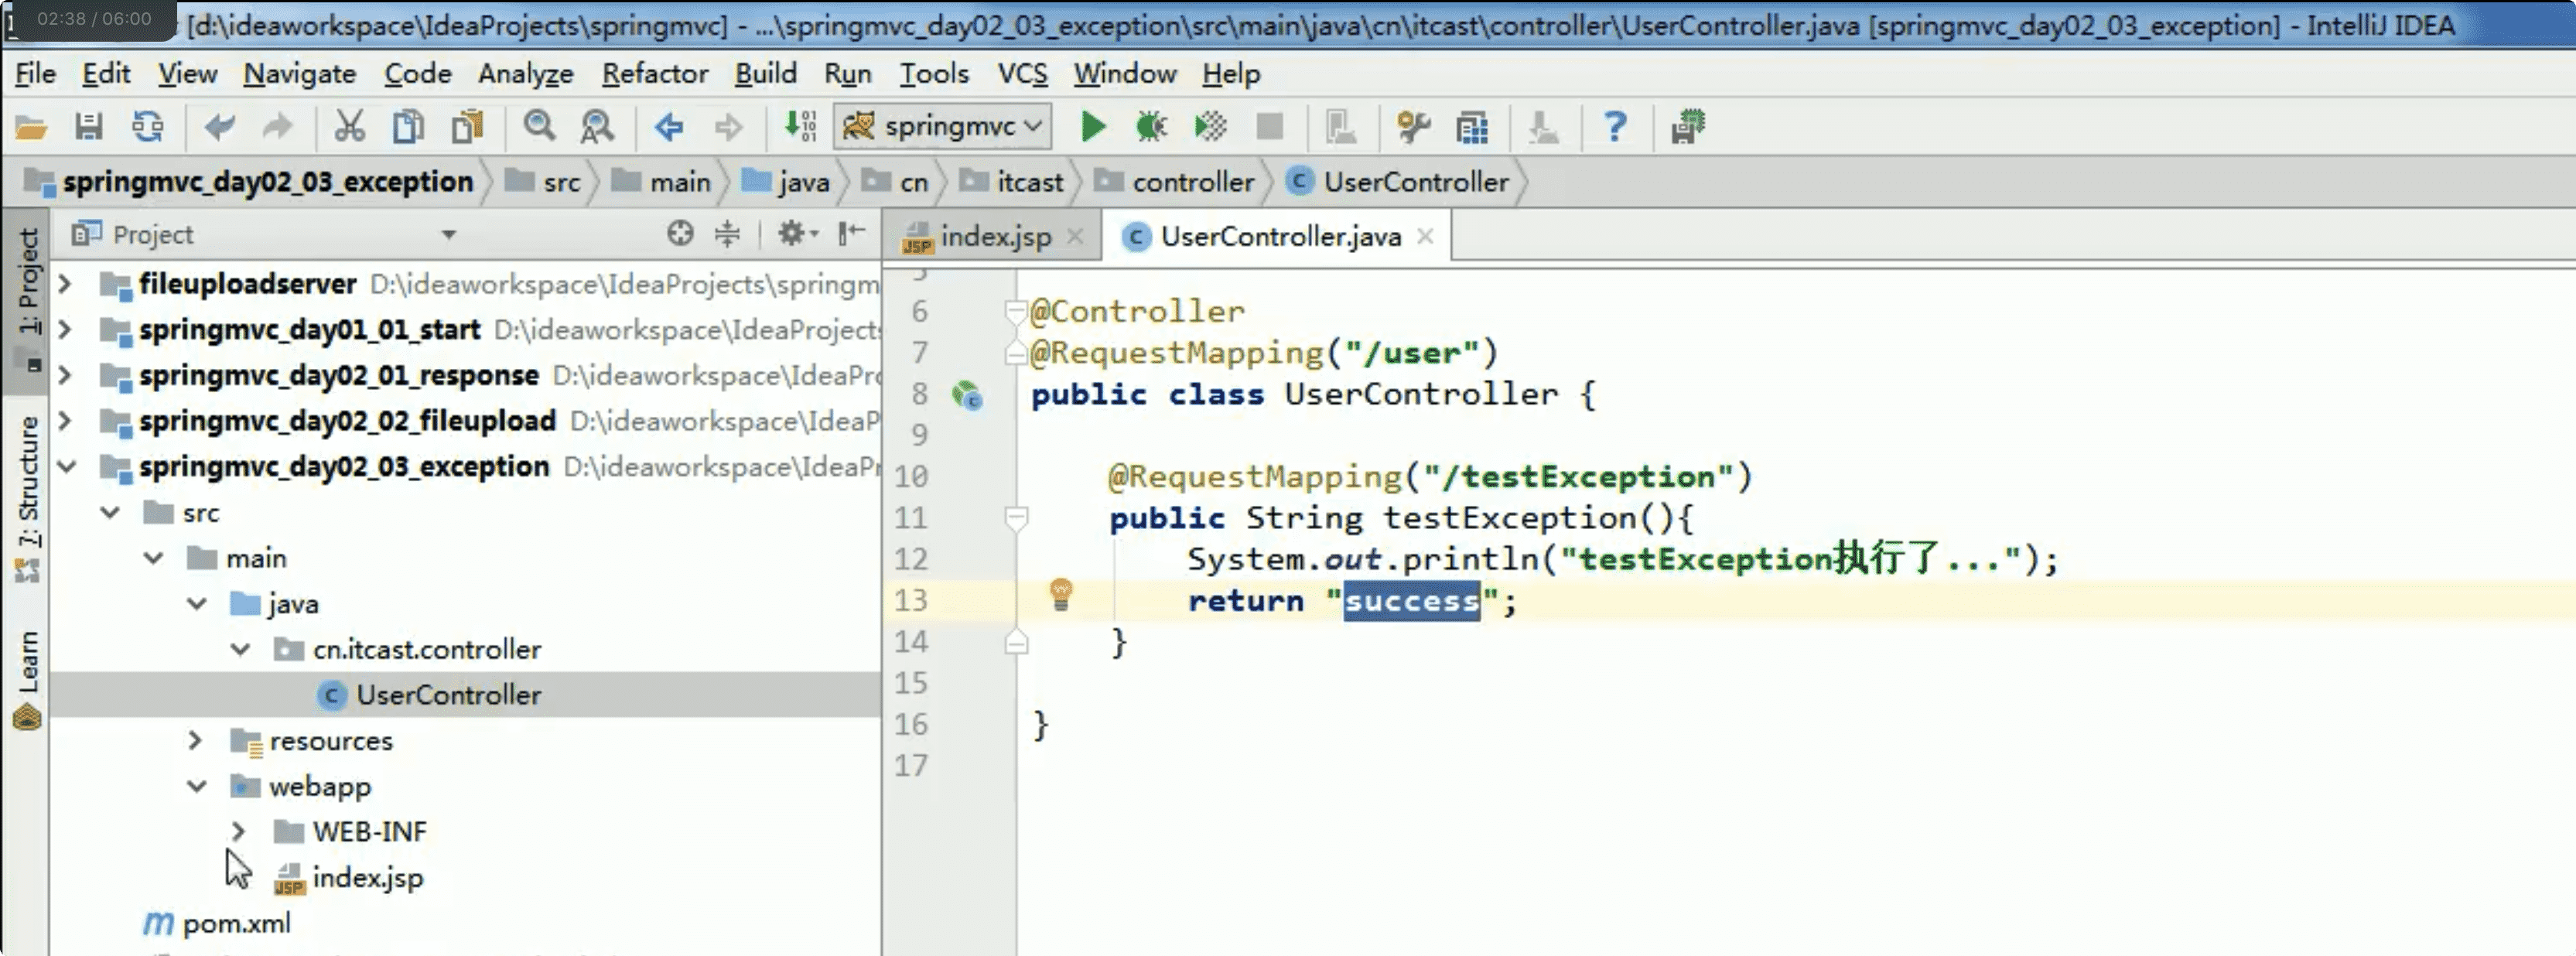 02:38 / 06:00
[d:\ideaworkspace\IdeaProjects\springmvc] - ...\springmvc_day02_03_exception\src\main\java\cn\itcast\controller\UserController.java [springmvc_day02_03_exception] - IntelliJ IDEA
File Edit View Navigate Code Analyze Refactor Build Run Tools VCS Window Help
springmvc
springmvc_day02_03_exception src main java cn itcast controller UserController
1: Project
7: Structure
Learn
Project
fileuploadserver D:\ideaworkspace\IdeaProjects\springm
springmvc_day01_01_start D:\ideaworkspace\IdeaProjects
springmvc_day02_01_response D:\ideaworkspace\IdeaPro
springmvc_day02_02_fileupload D:\ideaworkspace\IdeaP
springmvc_day02_03_exception D:\ideaworkspace\IdeaPr
src
main
java
cn.itcast.controller
UserController
resources
webapp
WEB-INF
index.jsp
pom.xml
index.jsp UserController.java
5
6 @Controller
7 @RequestMapping("/user")
8 public class UserController {
9
10 @RequestMapping("/testException")
11 public String testException(){
12 System.out.println("testException执行了...");
13 return "success";
14 }
15
16 }
17